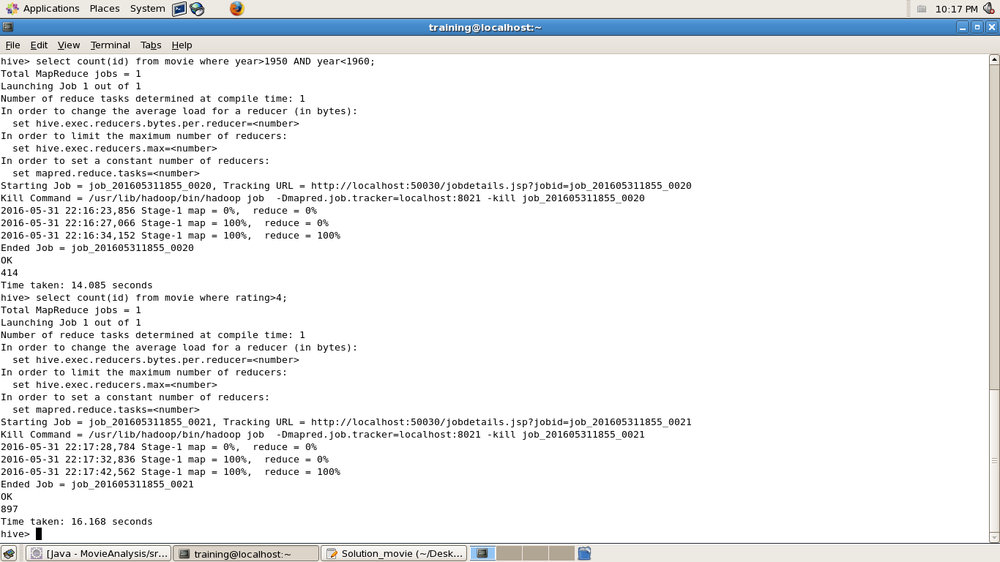 Applications Places System 10:17 PM
training@localhost:~
File Edit View Terminal Tabs Help
hive> select count(id) from movie where year>1950 AND year<1960;
Total MapReduce jobs = 1
Launching Job 1 out of 1
Number of reduce tasks determined at compile time: 1
In order to change the average load for a reducer (in bytes):
  set hive.exec.reducers.bytes.per.reducer=<number>
In order to limit the maximum number of reducers:
  set hive.exec.reducers.max=<number>
In order to set a constant number of reducers:
  set mapred.reduce.tasks=<number>
Starting Job = job_201605311855_0020, Tracking URL = http://localhost:50030/jobdetails.jsp?jobid=job_201605311855_0020
Kill Command = /usr/lib/hadoop/bin/hadoop job  -Dmapred.job.tracker=localhost:8021 -kill job_201605311855_0020
2016-05-31 22:16:23,856 Stage-1 map = 0%,  reduce = 0%
2016-05-31 22:16:27,066 Stage-1 map = 100%,  reduce = 0%
2016-05-31 22:16:34,152 Stage-1 map = 100%,  reduce = 100%
Ended Job = job_201605311855_0020
OK
414
Time taken: 14.085 seconds
hive> select count(id) from movie where rating>4;
Total MapReduce jobs = 1
Launching Job 1 out of 1
Number of reduce tasks determined at compile time: 1
In order to change the average load for a reducer (in bytes):
  set hive.exec.reducers.bytes.per.reducer=<number>
In order to limit the maximum number of reducers:
  set hive.exec.reducers.max=<number>
In order to set a constant number of reducers:
  set mapred.reduce.tasks=<number>
Starting Job = job_201605311855_0021, Tracking URL = http://localhost:50030/jobdetails.jsp?jobid=job_201605311855_0021
Kill Command = /usr/lib/hadoop/bin/hadoop job  -Dmapred.job.tracker=localhost:8021 -kill job_201605311855_0021
2016-05-31 22:17:28,784 Stage-1 map = 0%,  reduce = 0%
2016-05-31 22:17:32,836 Stage-1 map = 100%,  reduce = 0%
2016-05-31 22:17:42,562 Stage-1 map = 100%,  reduce = 100%
Ended Job = job_201605311855_0021
OK
897
Time taken: 16.168 seconds
hive>
[Java - MovieAnalysis/sr... training@localhost:~ Solution_movie (~/Desk...